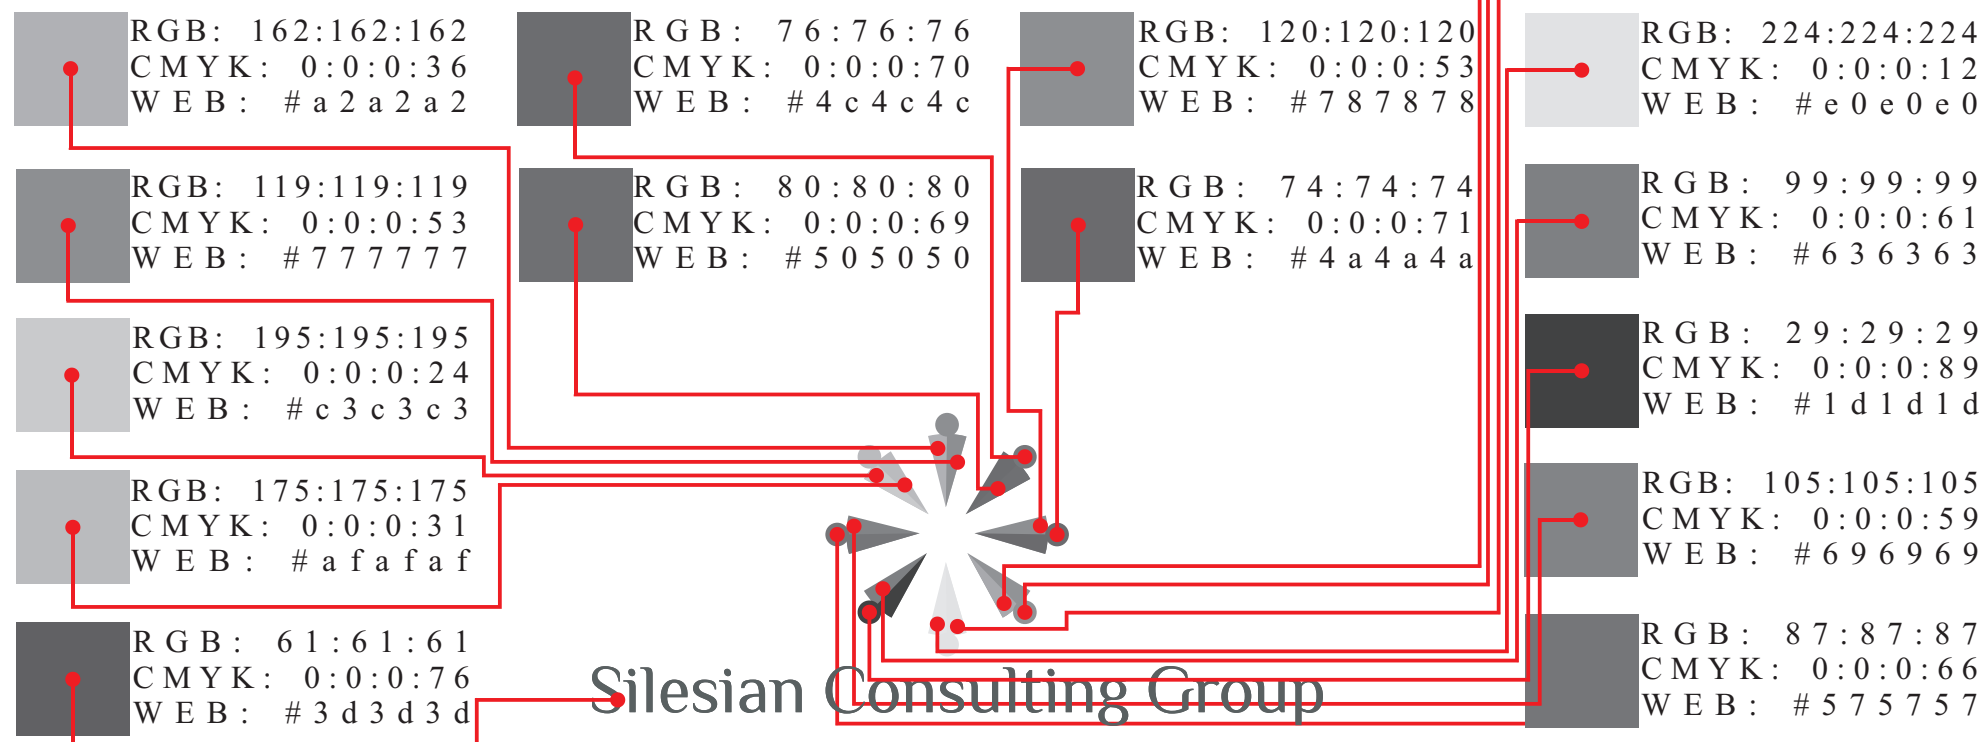 RGB: 162:162:162
CMYK: 0:0:0:36
WEB: #a2a2a2
RGB: 119:119:119
CMYK: 0:0:0:53
WEB: #777777
RGB: 195:195:195
CMYK: 0:0:0:24
WEB: #c3c3c3
RGB: 175:175:175
CMYK: 0:0:0:31
WEB: #afafaf
RGB: 61:61:61
CMYK: 0:0:0:76
WEB: #3d3d3d
RGB: 76:76:76
CMYK: 0:0:0:70
WEB: #4c4c4c
RGB: 80:80:80
CMYK: 0:0:0:69
WEB: #505050
RGB: 120:120:120
CMYK: 0:0:0:53
WEB: #787878
RGB: 74:74:74
CMYK: 0:0:0:71
WEB: #4a4a4a
RGB: 224:224:224
CMYK: 0:0:0:12
WEB: #e0e0e0
RGB: 99:99:99
CMYK: 0:0:0:61
WEB: #636363
RGB: 29:29:29
CMYK: 0:0:0:89
WEB: #1d1d1d
RGB: 105:105:105
CMYK: 0:0:0:59
WEB: #696969
RGB: 87:87:87
CMYK: 0:0:0:66
WEB: #575757
Silesian Consulting Group